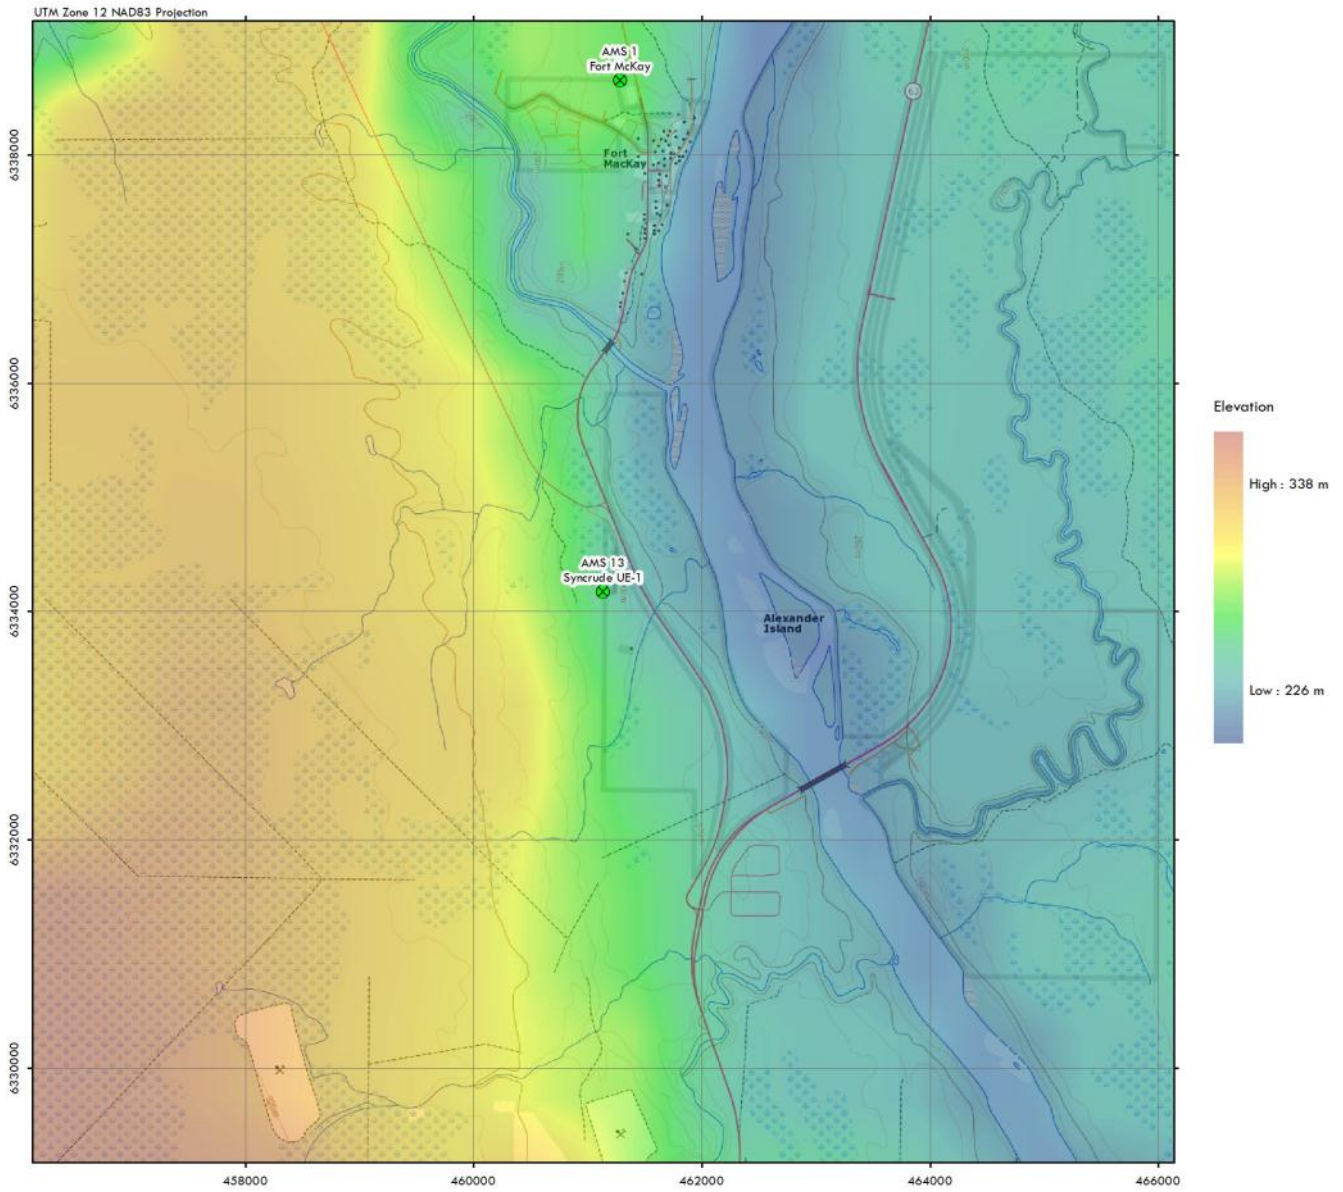 UTM Zone 12 NAD83 Projection
AMS 1
Fort McKay
Fort
MacKay
AMS 13
Syncrude UE-1
Alexander
Island
6338000
6336000
6334000
6332000
6330000
458000
460000
462000
464000
466000
Elevation
High : 338 m
Low : 226 m